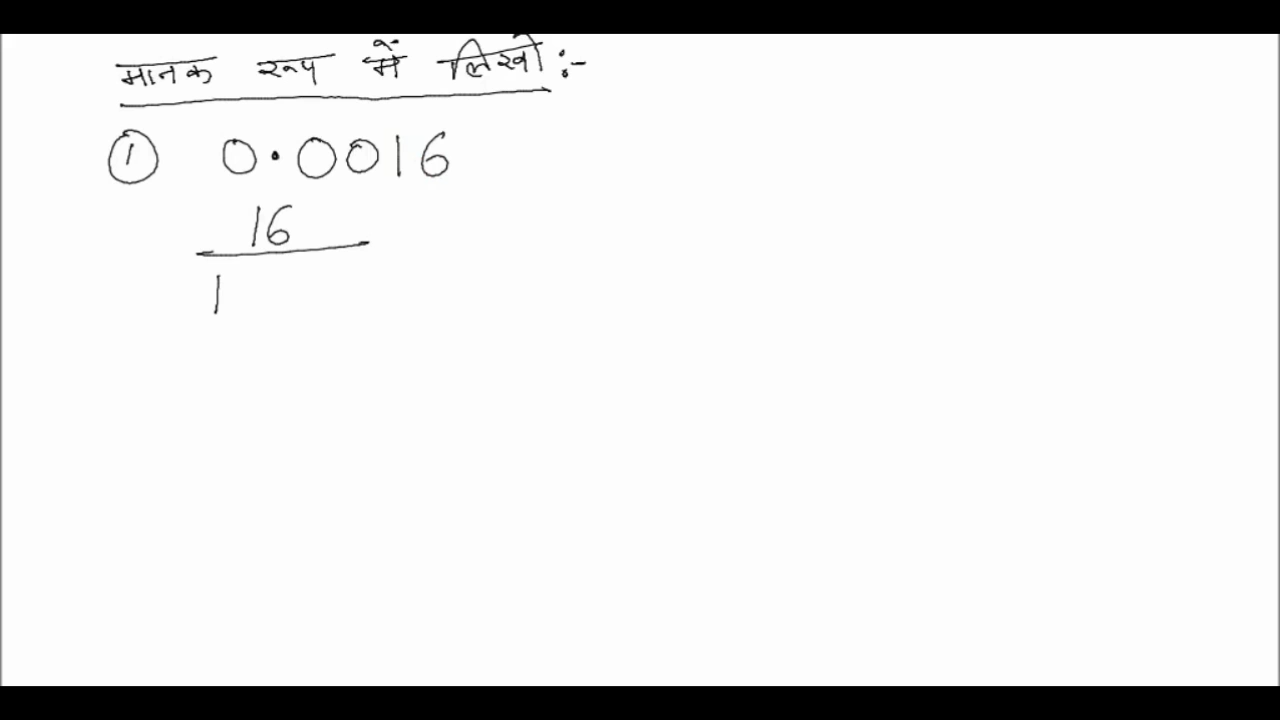 मानक रूप में लिखो :-
① 0.0016
16
1